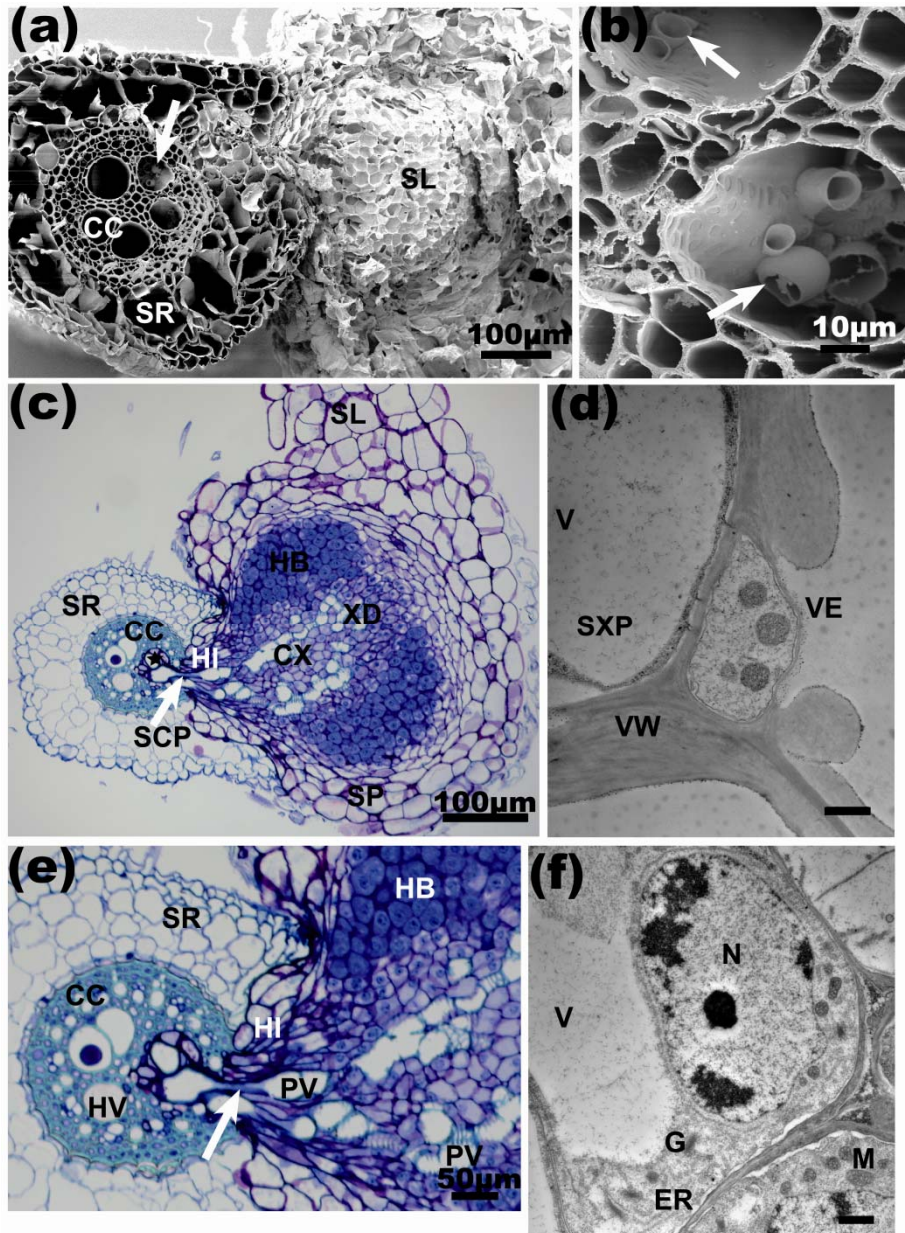 (a)
CC
SR
SL
100µm
(b)
10µm
(c)
SL
HB
SR
XD
CC
HI
CX
SCP
SP
100µm
(d)
V
SXP
VE
VW
(e)
HB
SR
CC
HI
PV
HV
PV
50µm
(f)
N
V
G
M
ER